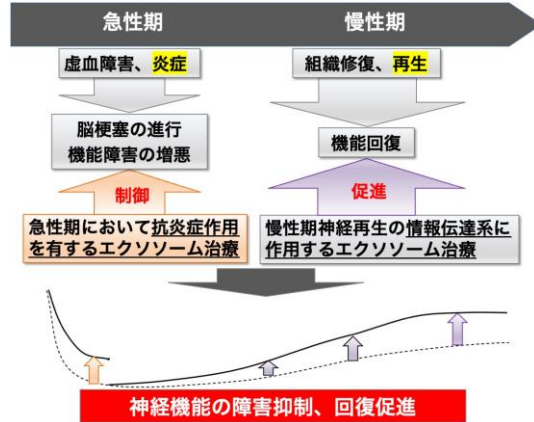 急性期
慢性期
虚血障害、炎症
組織修復、再生
脳梗塞の進行
機能障害の増悪
機能回復
制御
促進
急性期において抗炎症作用
を有するエクソソーム治療
慢性期神経再生の情報伝達系に
作用するエクソソーム治療
神経機能の障害抑制、回復促進